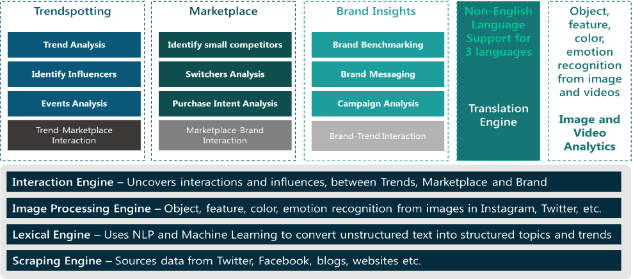 Trendspotting
Trend Analysis
Identify Influencers
Events Analysis
Trend-Marketplace
Interaction
Marketplace
Identify small competitors
Switchers Analysis
Purchase Intent Analysis
Marketplace-Brand
Interaction
Brand Insights
Brand Benchmarking
Brand Messaging
Campaign Analysis
Brand-Trend Interaction
Non-English
Language
Support for
3 languages
Translation
Engine
Object,
feature,
color,
emotion
recognition
from image
and videos
Image and
Video
Analytics
Interaction Engine – Uncovers interactions and influences, between Trends, Marketplace and Brand
Image Processing Engine – Object, feature, color, emotion recognition from images in Instagram, Twitter, etc.
Lexical Engine – Uses NLP and Machine Learning to convert unstructured text into structured topics and trends
Scraping Engine – Sources data from Twitter, Facebook, blogs, websites etc.